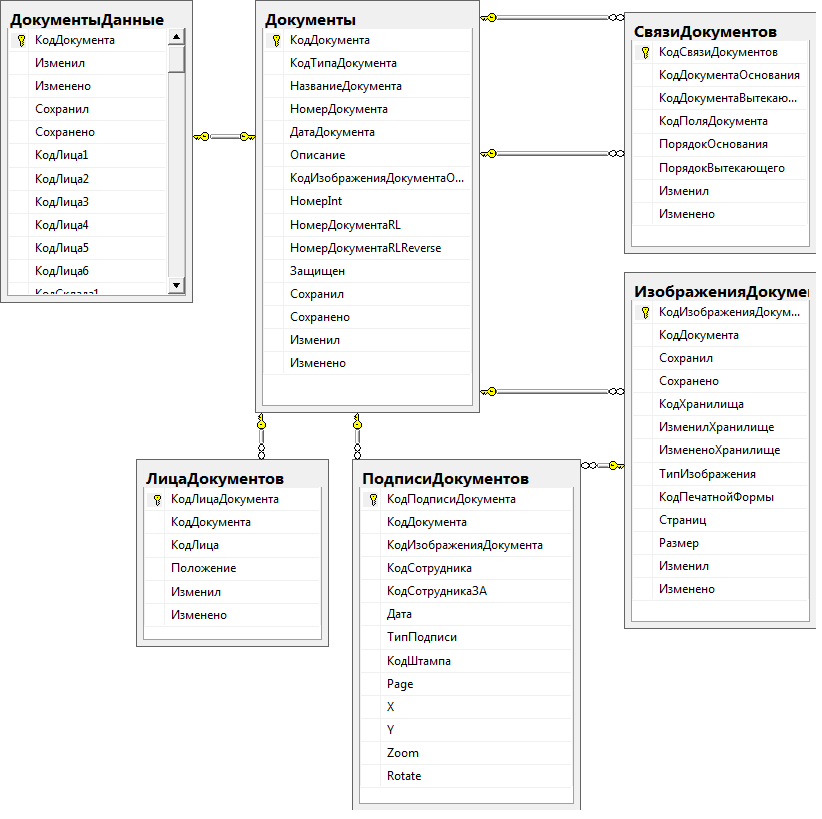 ДокументыДанные
КодДокумента
Изменил
Изменено
Сохранил
Сохранено
КодЛица1
КодЛица2
КодЛица3
КодЛица4
КодЛица5
КодЛица6
КодСклада1
Документы
КодДокумента
КодТипаДокумента
НазваниеДокумента
НомерДокумента
ДатаДокумента
Описание
КодИзображенияДокументаО...
НомерInt
НомерДокументаRL
НомерДокументаRLReverse
Защищен
Сохранил
Сохранено
Изменил
Изменено
СвязиДокументов
КодСвязиДокументов
КодДокументаОснования
КодДокументаВытекаю...
КодПоляДокумента
ПорядокОснования
ПорядокВытекающего
Изменил
Изменено
ИзображенияДокумен
КодИзображенияДокум...
КодДокумента
Сохранил
Сохранено
КодХранилища
ИзменилХранилище
ИзмененоХранилище
ТипИзображения
КодПечатнойФормы
Страниц
Размер
Изменил
Изменено
ЛицаДокументов
КодЛицаДокумента
КодДокумента
КодЛица
Положение
Изменил
Изменено
ПодписиДокументов
КодПодписиДокумента
КодДокумента
КодИзображенияДокумента
КодСотрудника
КодСотрудникаЗА
Дата
ТипПодписи
КодШтампа
Page
X
Y
Zoom
Rotate